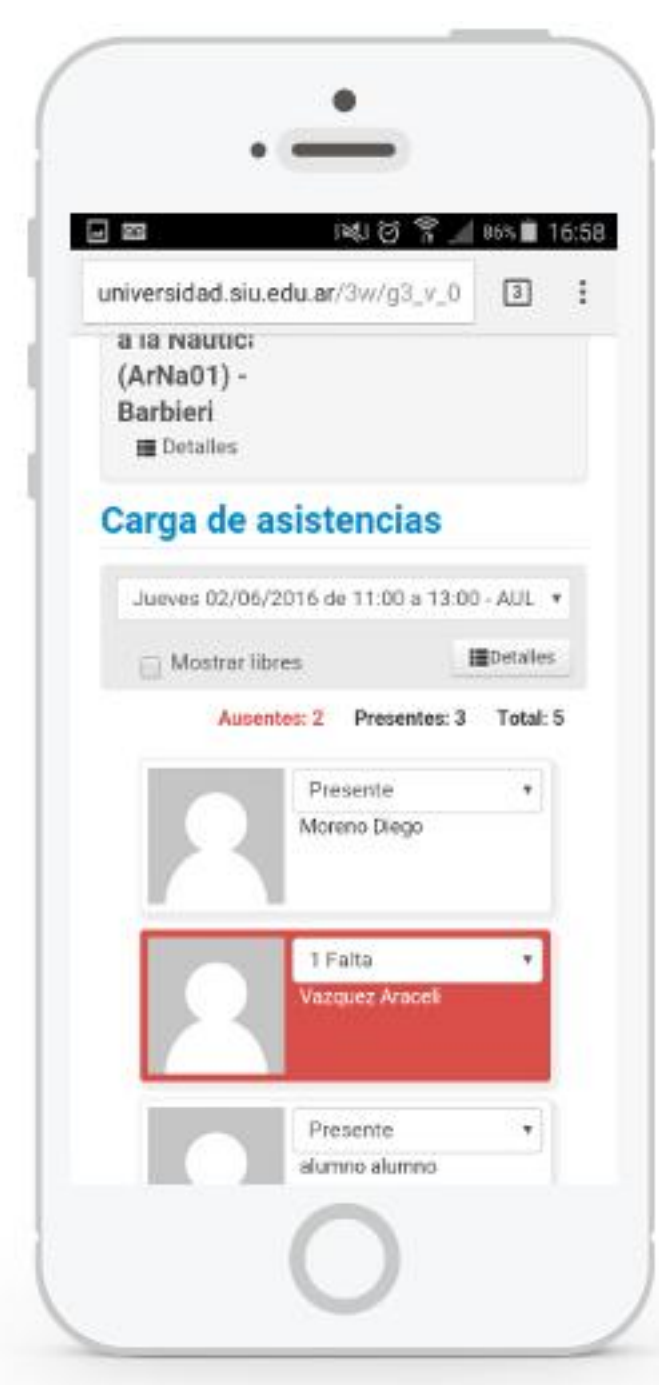 86% 16:58
universidad.siu.edu.ar/3w/g3_v_0
3
a la Nautic
(ArNa01) -
Barbieri
Detalles
Carga de asistencias
Jueves 02/06/2016 de 11:00 a 13:00 - AUL
Mostrar libres
Detalles
Ausentes: 2 Presentes: 3 Total: 5
Presente
Moreno Diego
1 Falta
Vazquez Araceli
Presente
alumno alumno